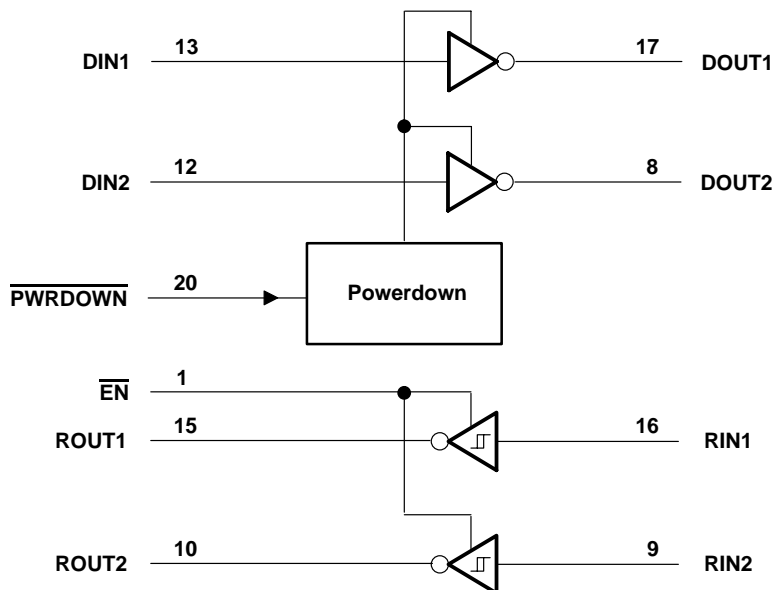 DIN1 13 17 DOUT1
DIN2 12 8 DOUT2
PWRDOWN 20 Powerdown
EN 1
ROUT1 15 16 RIN1
ROUT2 10 9 RIN2